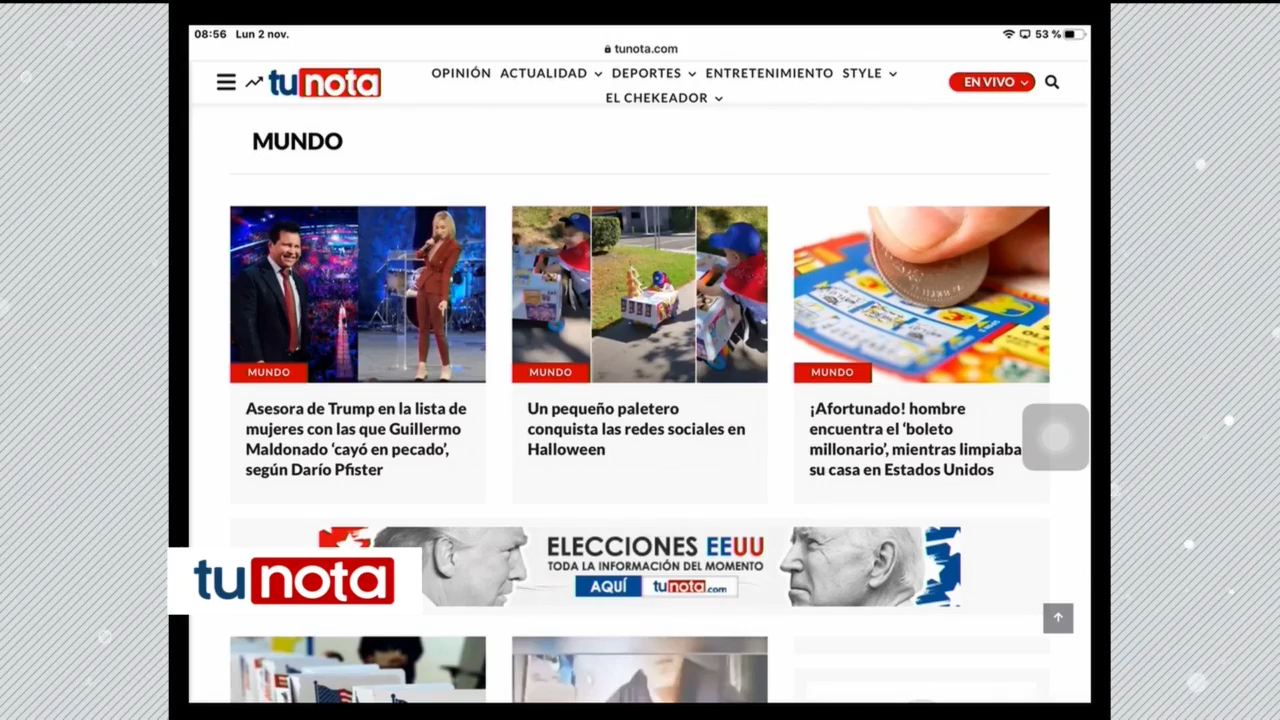 08:56 Lun 2 nov.
53 %
tunota.com
tunota
OPINIÓN ACTUALIDAD DEPORTES ENTRETENIMIENTO STYLE
EL CHEKEADOR
EN VIVO
MUNDO
MUNDO
Asesora de Trump en la lista de
mujeres con las que Guillermo
Maldonado ‘cayó en pecado’,
según Darío Pfister
MUNDO
Un pequeño paletero
conquista las redes sociales en
Halloween
MUNDO
¡Afortunado! hombre
encuentra el ‘boleto
millonario’, mientras limpiaba
su casa en Estados Unidos
ELECCIONES EEUU
TODA LA INFORMACIÓN DEL MOMENTO
AQUÍ tunota.com
tunota